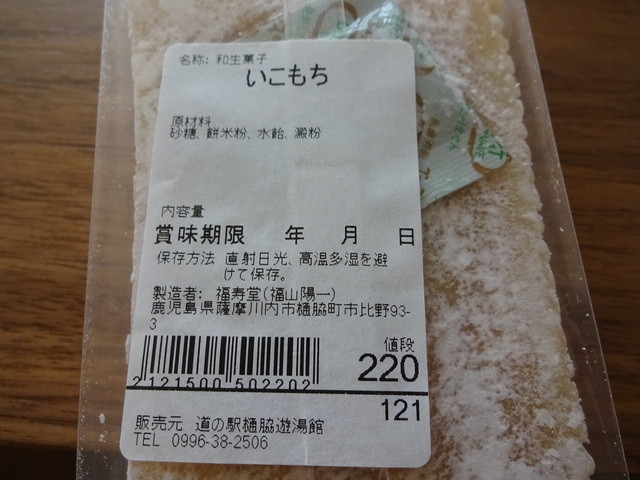 名称: 和生菓子
いこもち
原材料
砂糖、餅米粉、水飴、澱粉
内容量
賞味期限 年 月 日
保存方法 直射日光、高温多湿を避
けて保存。
製造者: 福寿堂(福山陽一)
鹿児島県薩摩川内市樋脇町市比野93-
3
値段
220
2121500 502202
121
販売元 道の駅樋脇遊湯館
TEL 0996-38-2506